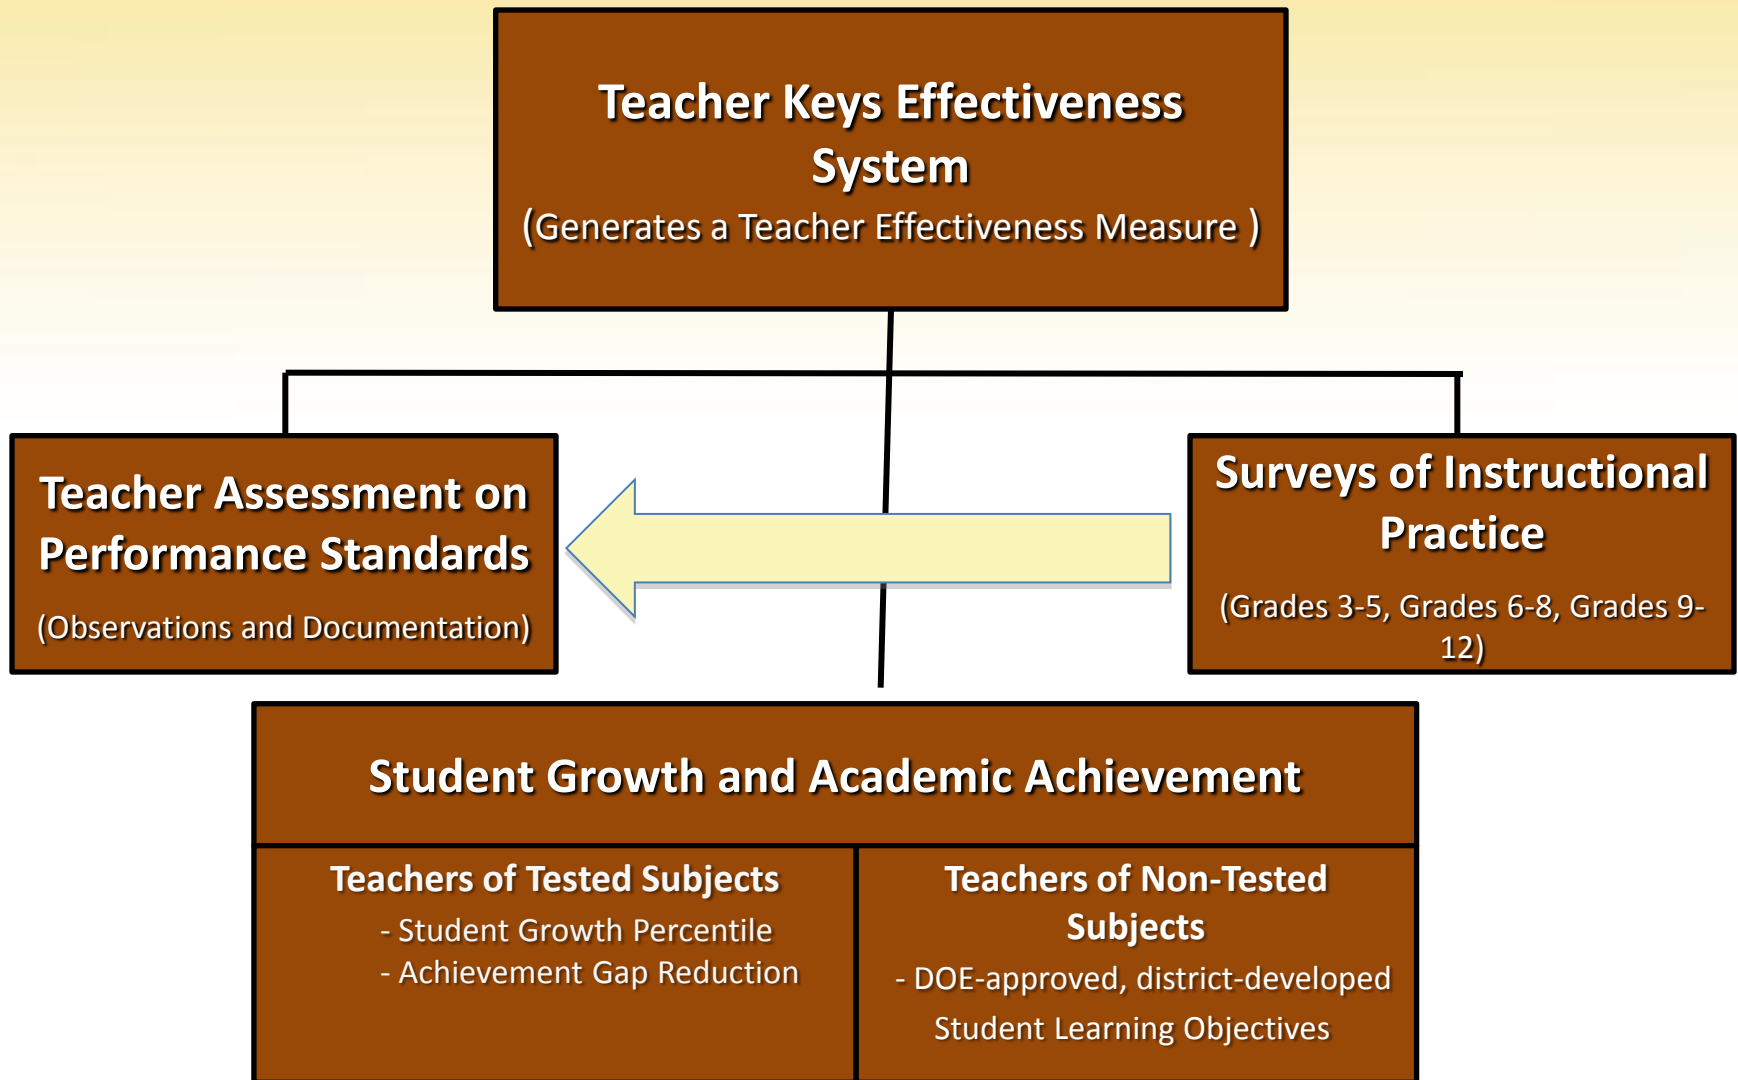 Teacher Keys Effectiveness
System
(Generates a Teacher Effectiveness Measure )
Teacher Assessment on
Performance Standards
(Observations and Documentation)
Surveys of Instructional
Practice
(Grades 3-5, Grades 6-8, Grades 9-
12)
Student Growth and Academic Achievement
Teachers of Tested Subjects
- Student Growth Percentile
- Achievement Gap Reduction
Teachers of Non-Tested
Subjects
- DOE-approved, district-developed
Student Learning Objectives